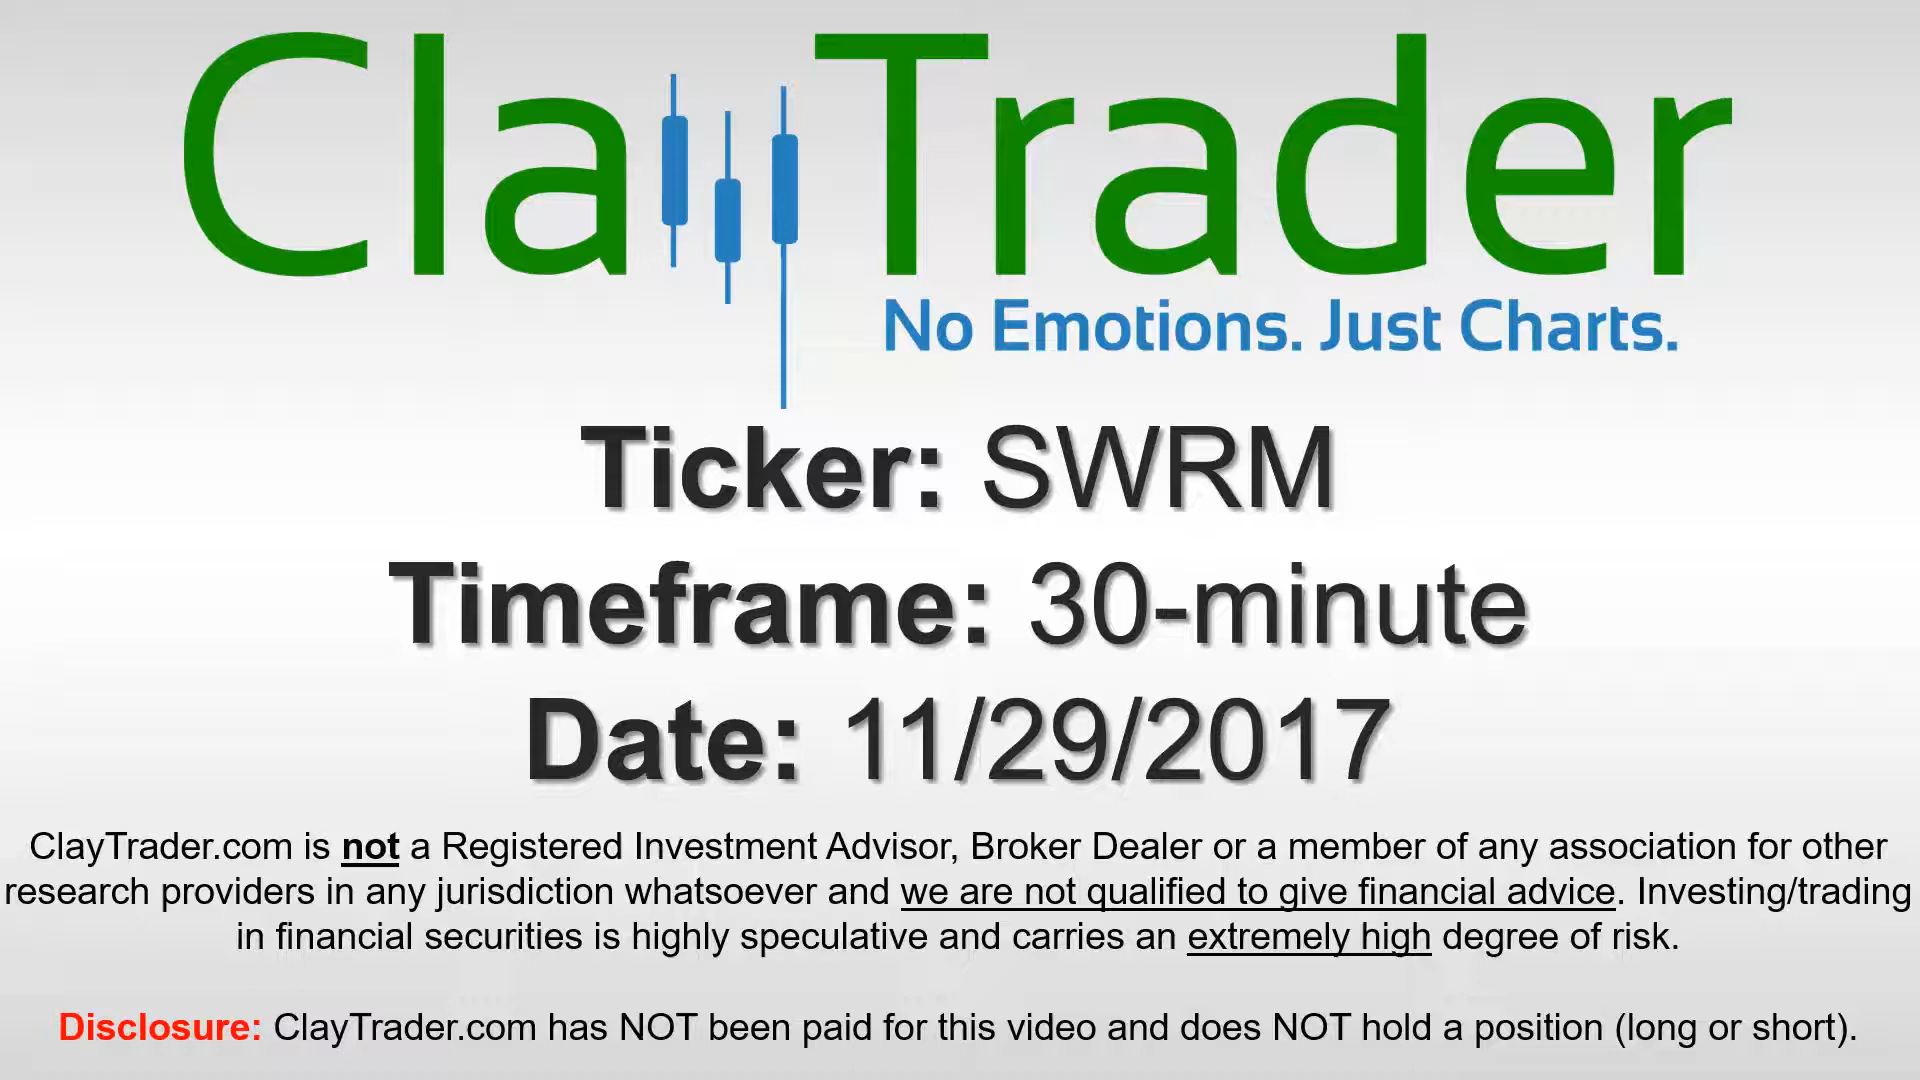 ClayTrader
No Emotions. Just Charts.
Ticker: SWRM
Timeframe: 30-minute
Date: 11/29/2017
ClayTrader.com is not a Registered Investment Advisor, Broker Dealer or a member of any association for other
research providers in any jurisdiction whatsoever and we are not qualified to give financial advice. Investing/trading
in financial securities is highly speculative and carries an extremely high degree of risk.
Disclosure: ClayTrader.com has NOT been paid for this video and does NOT hold a position (long or short).